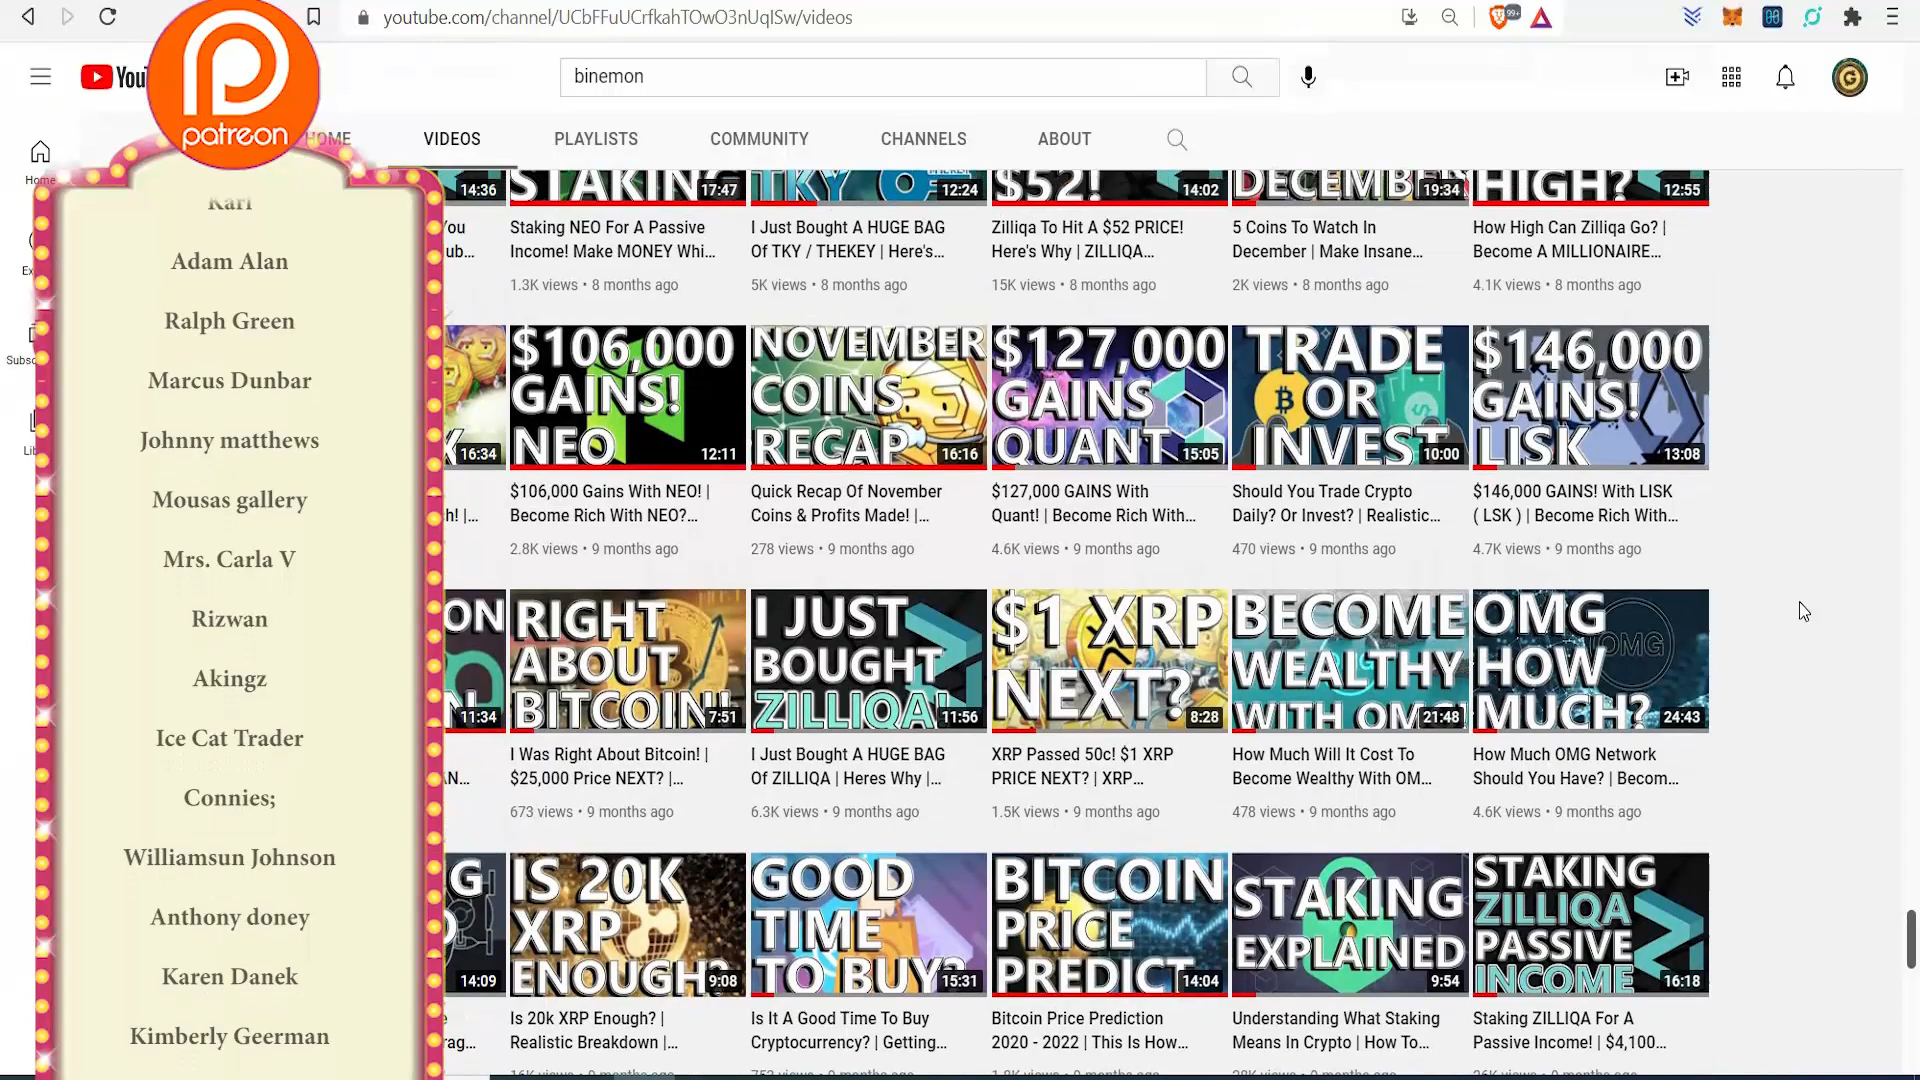 youtube.com/channel/UCbFFuUCrfkahTOwO3nUqISw/videos
99+
You
binemon
patreon
HOME
VIDEOS
PLAYLISTS
COMMUNITY
CHANNELS
ABOUT
Home
Karl
Adam Alan
Ralph Green
Marcus Dunbar
Johnny matthews
Mousas gallery
Mrs. Carla V
Rizwan
Akingz
Ice Cat Trader
Connies;
Williamsun Johnson
Anthony doney
Karen Danek
Kimberly Geerman
14:36
17:47
TKY
12:24
$52!
14:02
DECEMBER
19:34
HIGH?
12:55
Staking NEO For A Passive
Income! Make MONEY Whi...
1.3K views • 8 months ago
I Just Bought A HUGE BAG
Of TKY / THEKEY | Here's...
5K views • 8 months ago
Zilliqa To Hit A $52 PRICE!
Here's Why | ZILLIQA...
15K views • 8 months ago
5 Coins To Watch In
December | Make Insane...
2K views • 8 months ago
How High Can Zilliqa Go? |
Become A MILLIONAIRE...
4.1K views • 8 months ago
16:34
$106,000
GAINS!
NEO
12:11
NOVEMBER
COINS
RECAP
16:16
$127,000
GAINS
QUANT
15:05
TRADE
OR
INVEST
10:00
$146,000
GAINS!
LISK
13:08
h! |...
$106,000 Gains With NEO! |
Become Rich With NEO?...
2.8K views • 9 months ago
Quick Recap Of November
Coins & Profits Made! |...
278 views • 9 months ago
$127,000 GAINS With
Quant! | Become Rich With...
4.6K views • 9 months ago
Should You Trade Crypto
Daily? Or Invest? | Realistic...
470 views • 9 months ago
$146,000 GAINS! With LISK
( LSK ) | Become Rich With...
4.7K views • 9 months ago
11:34
RIGHT
ABOUT
BITCOIN!
7:51
I JUST
BOUGHT
ZILLIQA!
11:56
$1 XRP
NEXT?
8:28
BECOME
WEALTHY
WITH OMG
21:48
OMG
HOW
MUCH?
OMG
24:43
I Was Right About Bitcoin! |
$25,000 Price NEXT? |...
673 views • 9 months ago
I Just Bought A HUGE BAG
Of ZILLIQA | Heres Why |...
6.3K views • 9 months ago
XRP Passed 50c! $1 XRP
PRICE NEXT? | XRP...
1.5K views • 9 months ago
How Much Will It Cost To
Become Wealthy With OM...
478 views • 9 months ago
How Much OMG Network
Should You Have? | Becom...
4.6K views • 9 months ago
14:09
IS 20K
XRP
ENOUGH?
9:08
GOOD
TIME
TO BUY?
15:31
BITCOIN
PRICE
PREDICT
14:04
STAKING
EXPLAINED
9:54
STAKING
ZILLIQA
PASSIVE
INCOME
16:18
Is 20k XRP Enough? |
Realistic Breakdown |...
Is It A Good Time To Buy
Cryptocurrency? | Getting...
Bitcoin Price Prediction
2020 - 2022 | This Is How...
Understanding What Staking
Means In Crypto | How To...
Staking ZILLIQA For A
Passive Income! | $4,100...